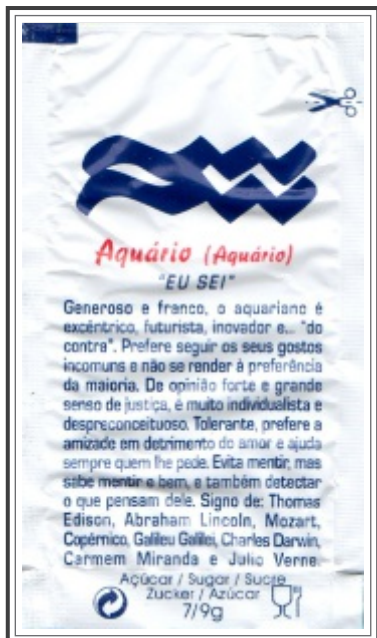 Aquário (Aquário)
"EU SEI"
Generoso e franco, o aquariano é
excêntrico, futurista, inovador e... "do
contra". Prefere seguir os seus gostos
incomuns e não se render à preferência
da maioria. De opinião forte e grande
senso de justiça, é muito individualista e
despreconceituoso. Tolerante, prefere a
amizade em detrimento do amor e ajuda
sempre quem lhe pede. Evita mentir, mas
sabe mentir e bem, e também detectar
o que pensam dele. Signo de: Thomas
Edison, Abraham Lincoln, Mozart,
Copérnico, Galileu Galilei, Charles Darwin,
Carmem Miranda e Julio Verne.
Açúcar / Sugar / Sucre
Zucker / Azúcar
7/9g